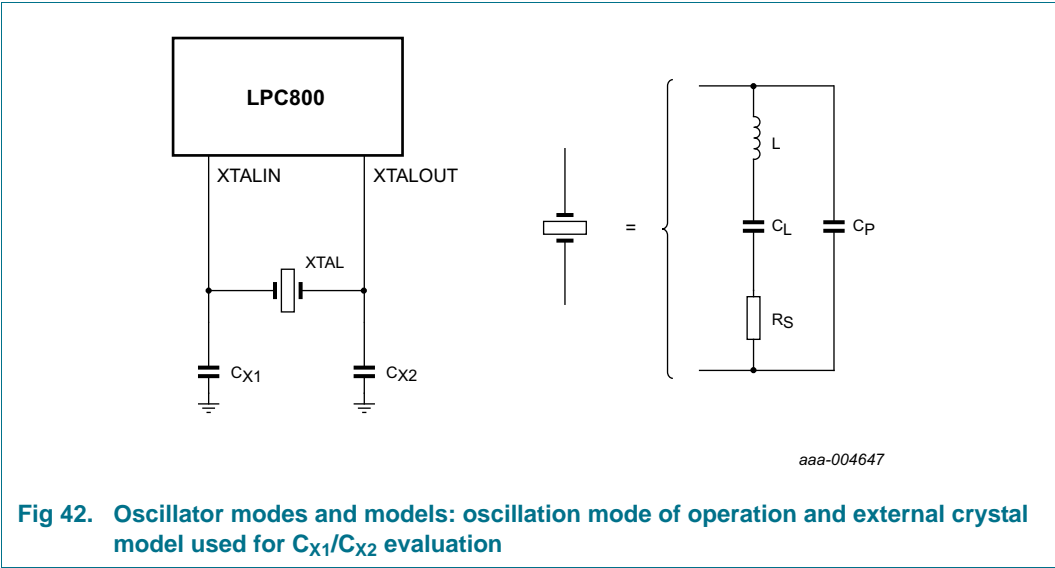 LPC800
XTALIN
XTALOUT
XTAL
CX1
CX2
=
L
CL
CP
RS
aaa-004647
Fig 42. Oscillator modes and models: oscillation mode of operation and external crystal
model used for CX1/CX2 evaluation